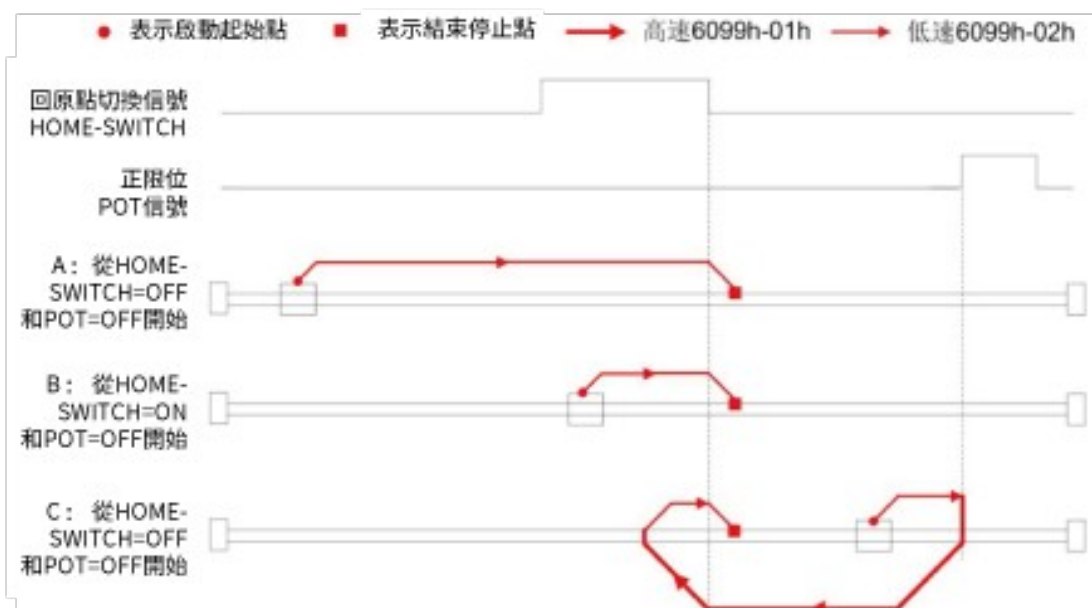 表示啟動起始點 表示結束停止點 高速6099h-01h 低速6099h-02h
回原點切換信號
HOME-SWITCH
正限位
POT信號
A：從HOME-
SWITCH=OFF
和POT=OFF開始
B：從HOME-
SWITCH=ON
和POT=OFF開始
C：從HOME-
SWITCH=OFF
和POT=OFF開始